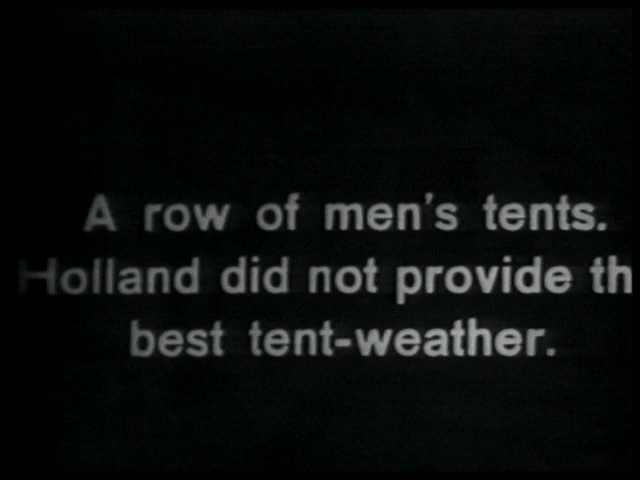 A row of men's tents.
Holland did not provide th
best tent-weather.